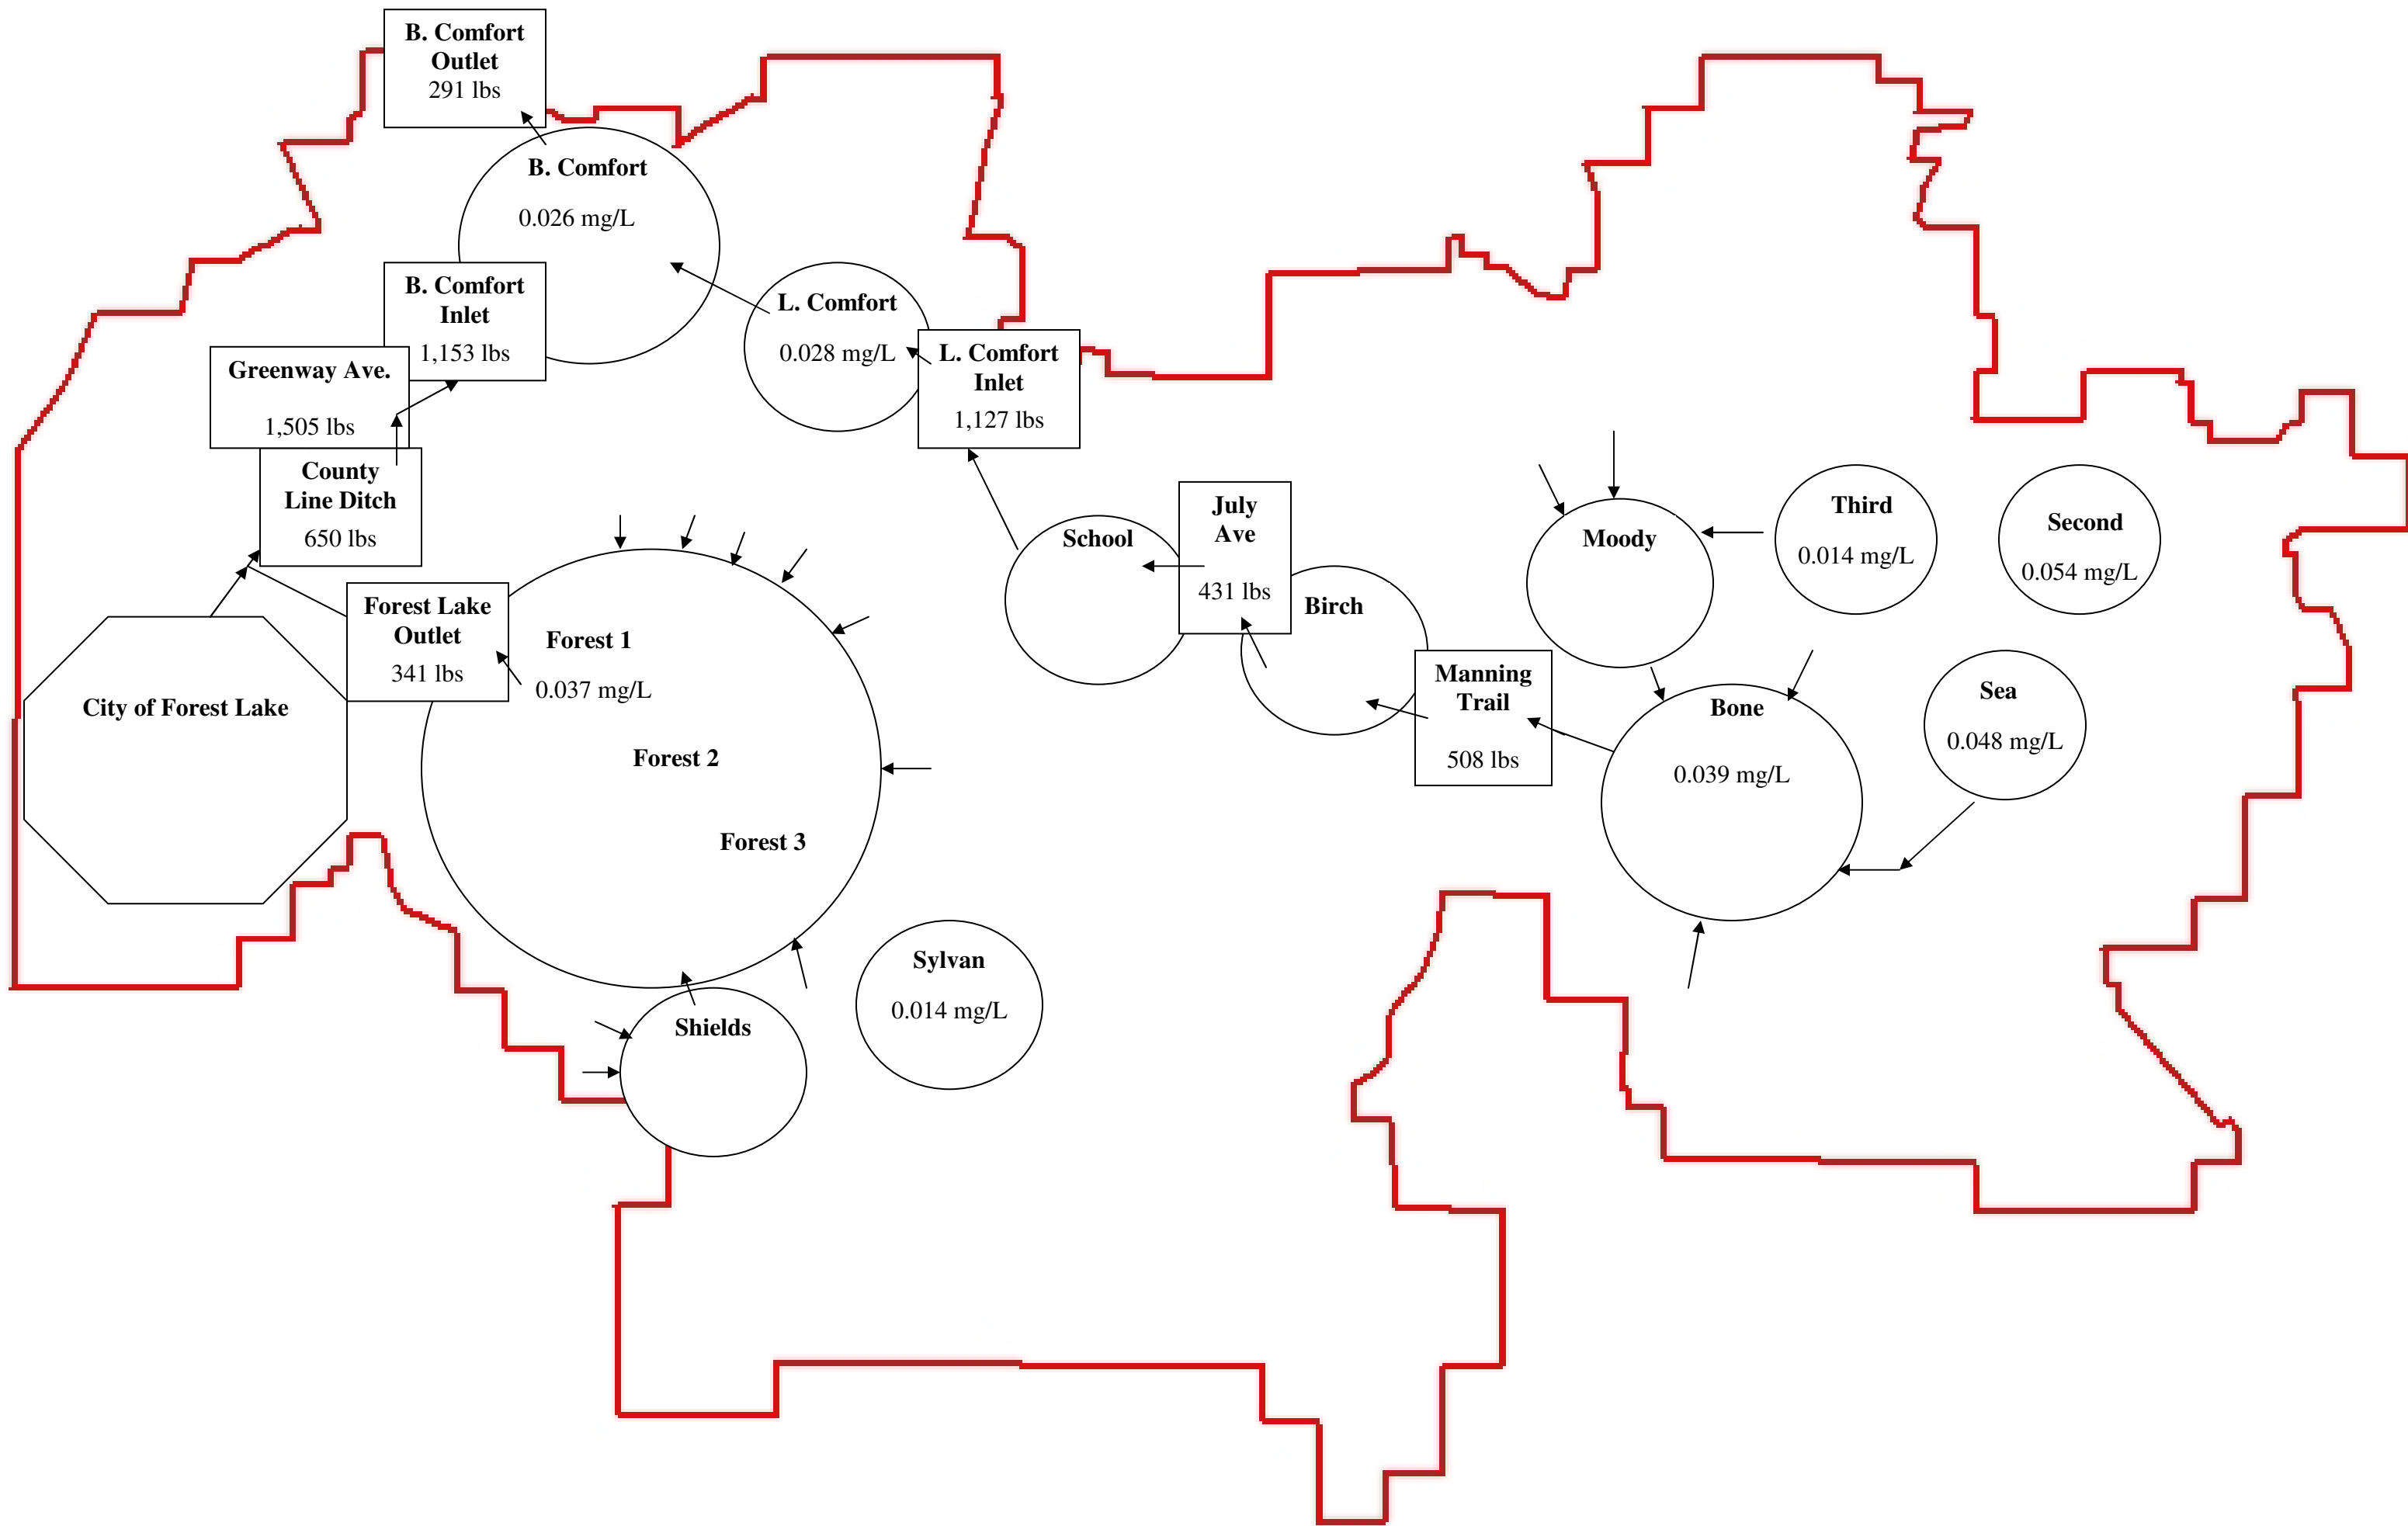 B. Comfort
Outlet
291 lbs
B. Comfort
0.026 mg/L
B. Comfort
Inlet
1,153 lbs
L. Comfort
0.028 mg/L
L. Comfort
Inlet
1,127 lbs
Greenway Ave.
1,505 lbs
County
Line Ditch
650 lbs
Forest Lake
Outlet
341 lbs
City of Forest Lake
Forest 1
0.037 mg/L
Forest 2
Forest 3
Shields
Sylvan
0.014 mg/L
School
July
Ave
431 lbs
Birch
Manning
Trail
508 lbs
Moody
Third
0.014 mg/L
Second
0.054 mg/L
Bone
0.039 mg/L
Sea
0.048 mg/L